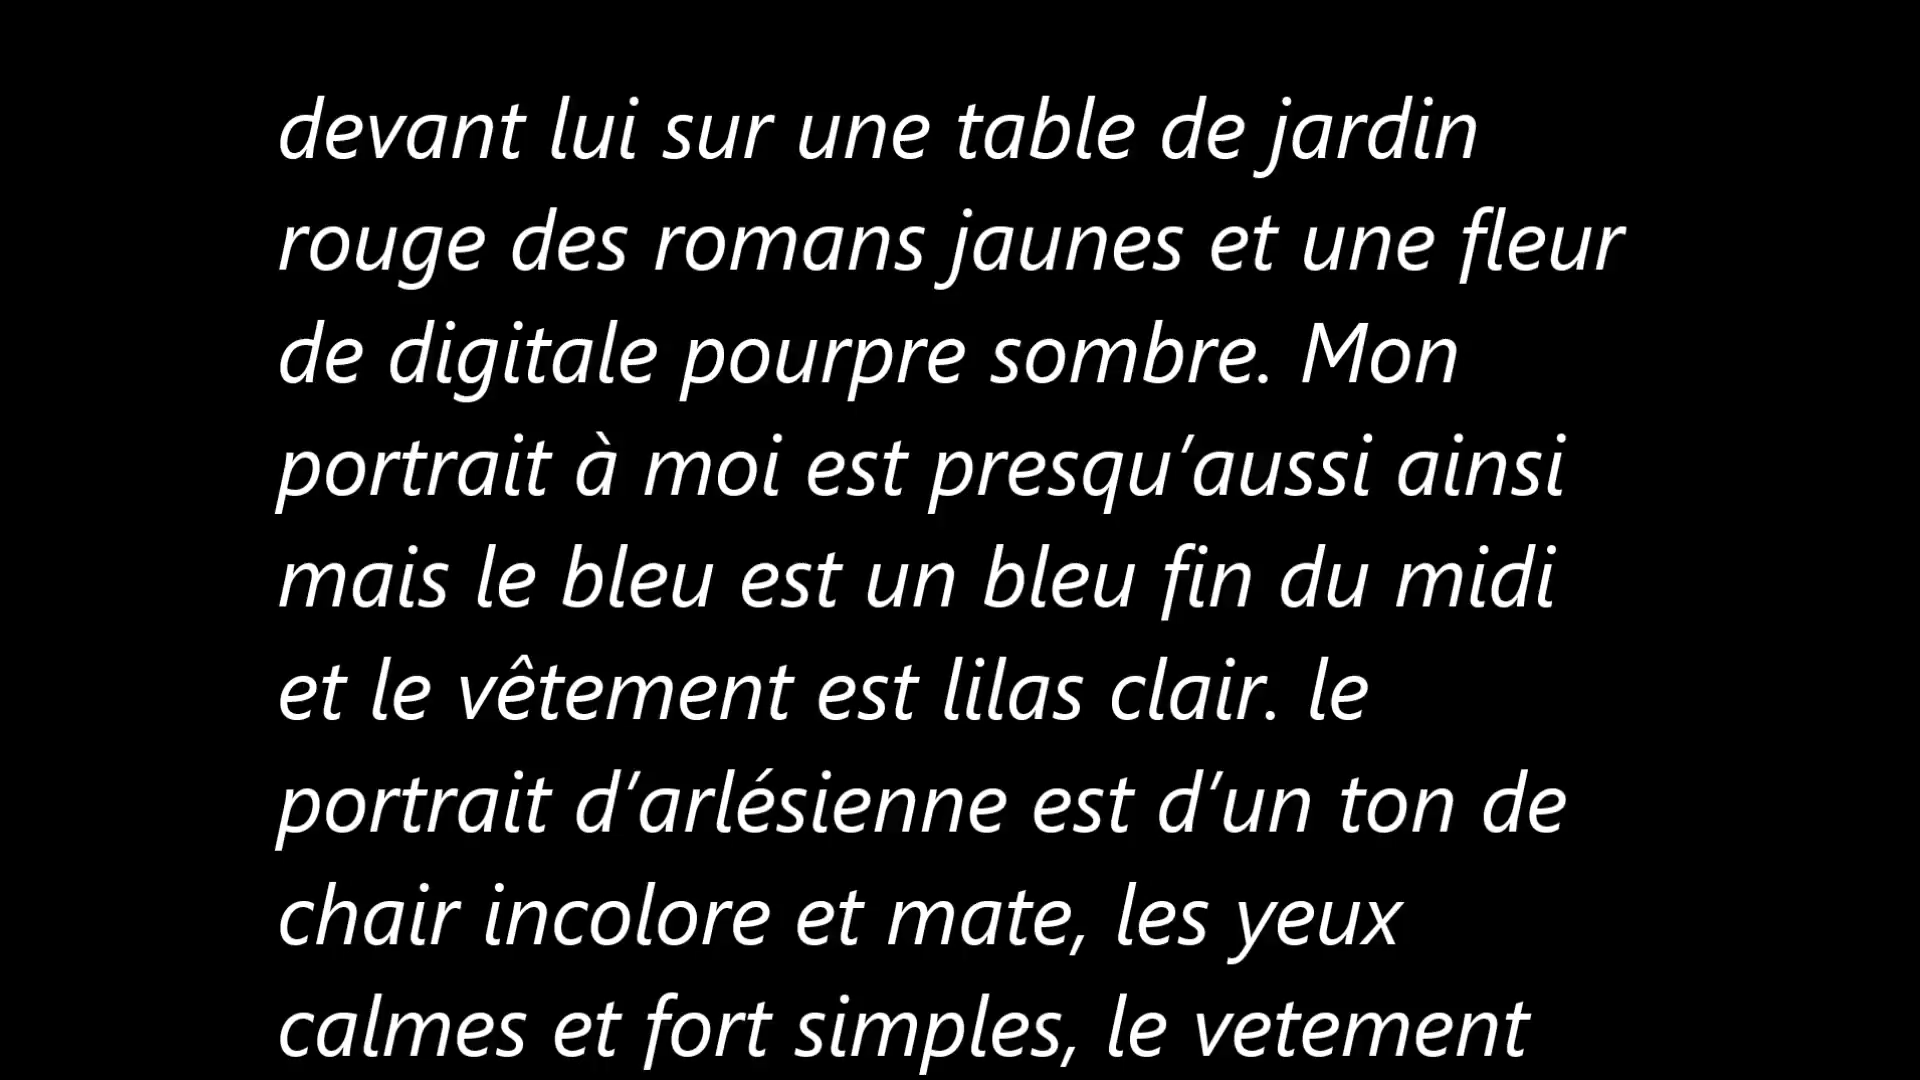 devant lui sur une table de jardin
rouge des romans jaunes et une fleur
de digitale pourpre sombre. Mon
portrait à moi est presqu’aussi ainsi
mais le bleu est un bleu fin du midi
et le vêtement est lilas clair. le
portrait d’arlésienne est d’un ton de
chair incolore et mate, les yeux
calmes et fort simples, le vetement